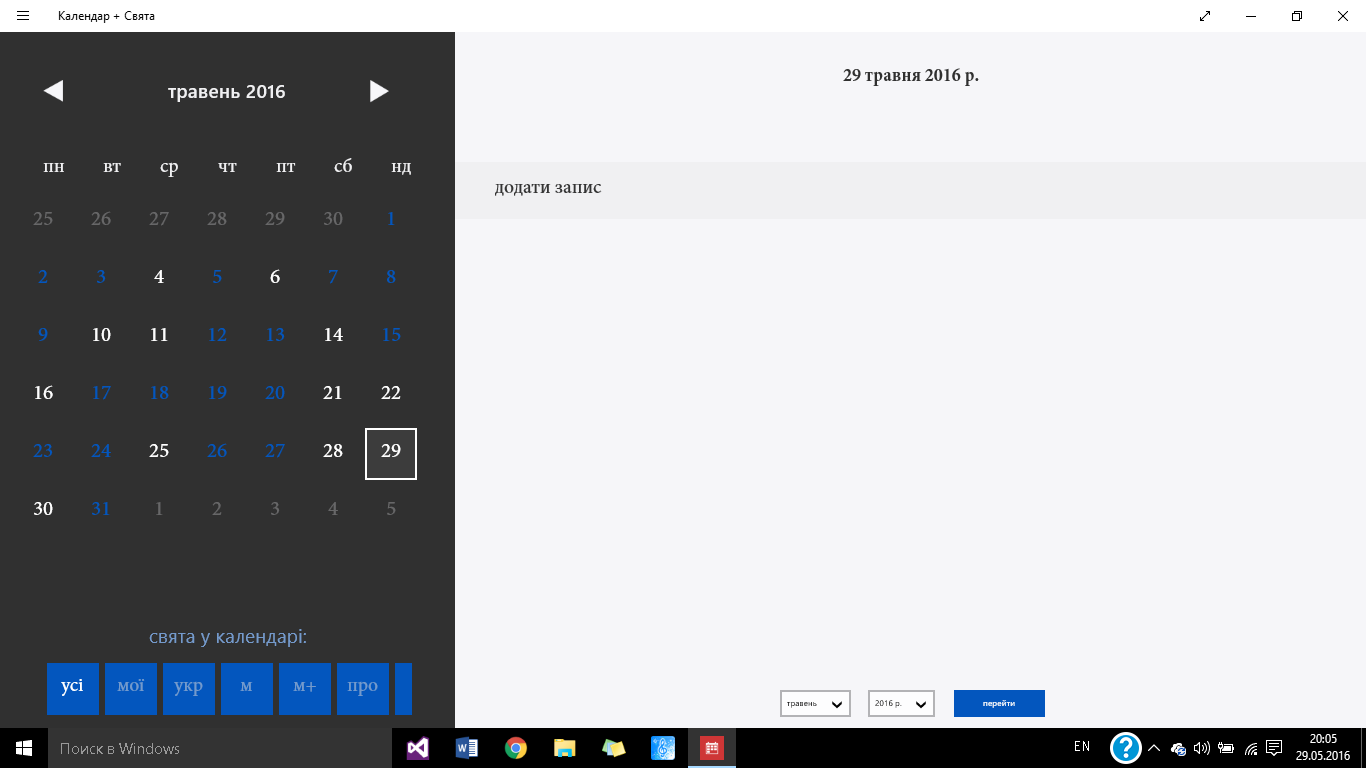 Календар + Свята
травень 2016
пн вт ср чт пт сб нд
25 26 27 28 29 30 1
2 3 4 5 6 7 8
9 10 11 12 13 14 15
16 17 18 19 20 21 22
23 24 25 26 27 28 29
30 31 1 2 3 4 5
свята у календарі:
усі мої укр м м+ про
29 травня 2016 р.
додати запис
травень 2016 р. перейти
Поиск в Windows
EN
20:05
29.05.2016